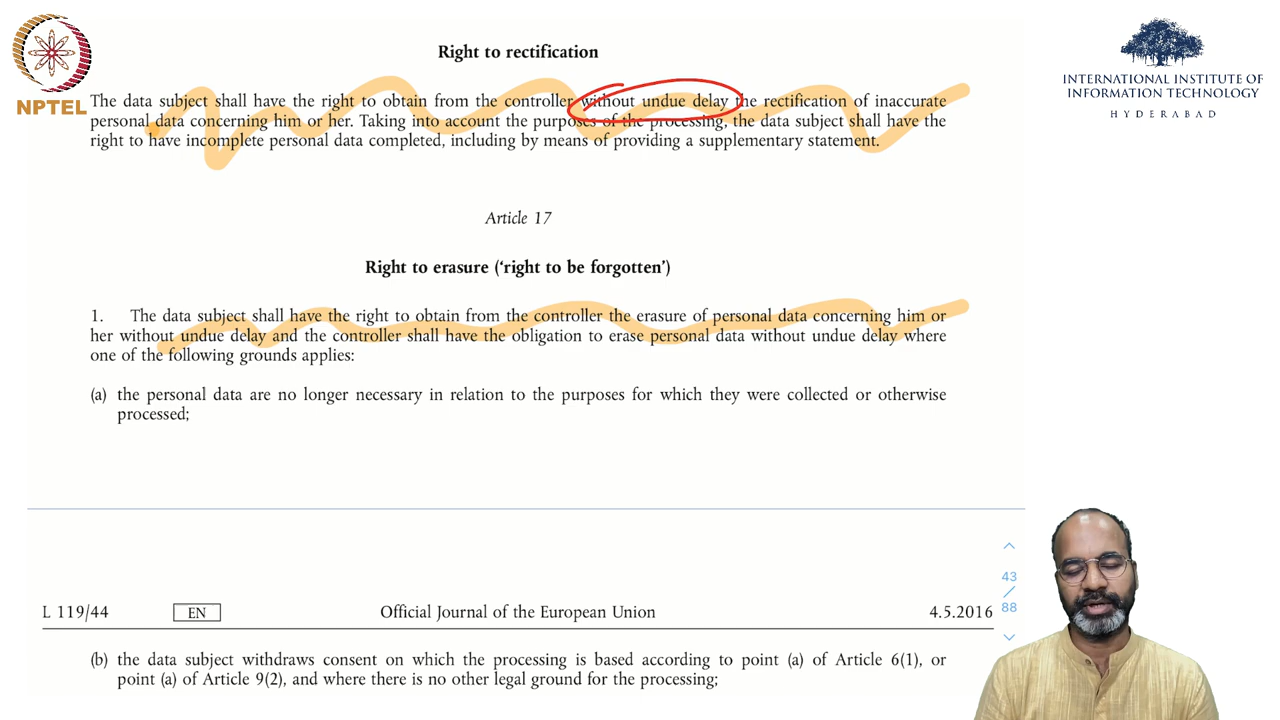 NPTEL
INTERNATIONAL INSTITUTE OF
INFORMATION TECHNOLOGY
HYDERABAD
Right to rectification
The data subject shall have the right to obtain from the controller without undue delay the rectification of inaccurate
personal data concerning him or her. Taking into account the purposes of the processing, the data subject shall have the
right to have incomplete personal data completed, including by means of providing a supplementary statement.
Article 17
Right to erasure (‘right to be forgotten’)
1. The data subject shall have the right to obtain from the controller the erasure of personal data concerning him or
her without undue delay and the controller shall have the obligation to erase personal data without undue delay where
one of the following grounds applies:
(a) the personal data are no longer necessary in relation to the purposes for which they were collected or otherwise
processed;
43
/
88
L 119/44 EN Official Journal of the European Union 4.5.2016
(b) the data subject withdraws consent on which the processing is based according to point (a) of Article 6(1), or
point (a) of Article 9(2), and where there is no other legal ground for the processing;